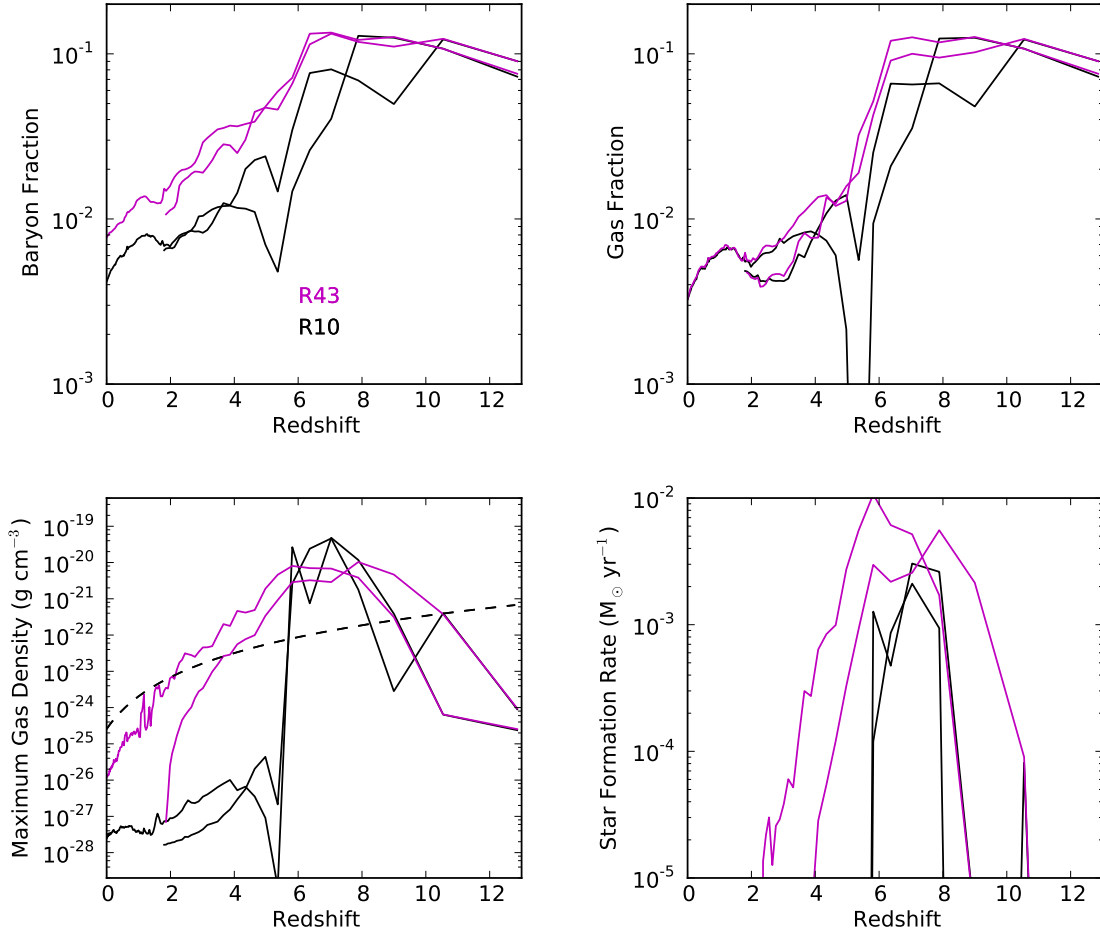 10⁻¹
10⁻²
10⁻³
Baryon Fraction
R43
R10
0 2 4 6 8 10 12
Redshift
10⁻¹
10⁻²
10⁻³
Gas Fraction
0 2 4 6 8 10 12
Redshift
10⁻¹⁹
10⁻²⁰
10⁻²¹
10⁻²²
10⁻²³
10⁻²⁴
10⁻²⁵
10⁻²⁶
10⁻²⁷
10⁻²⁸
Maximum Gas Density (g cm⁻³)
0 2 4 6 8 10 12
Redshift
10⁻²
10⁻³
10⁻⁴
10⁻⁵
Star Formation Rate (M☉ yr⁻¹)
0 2 4 6 8 10 12
Redshift